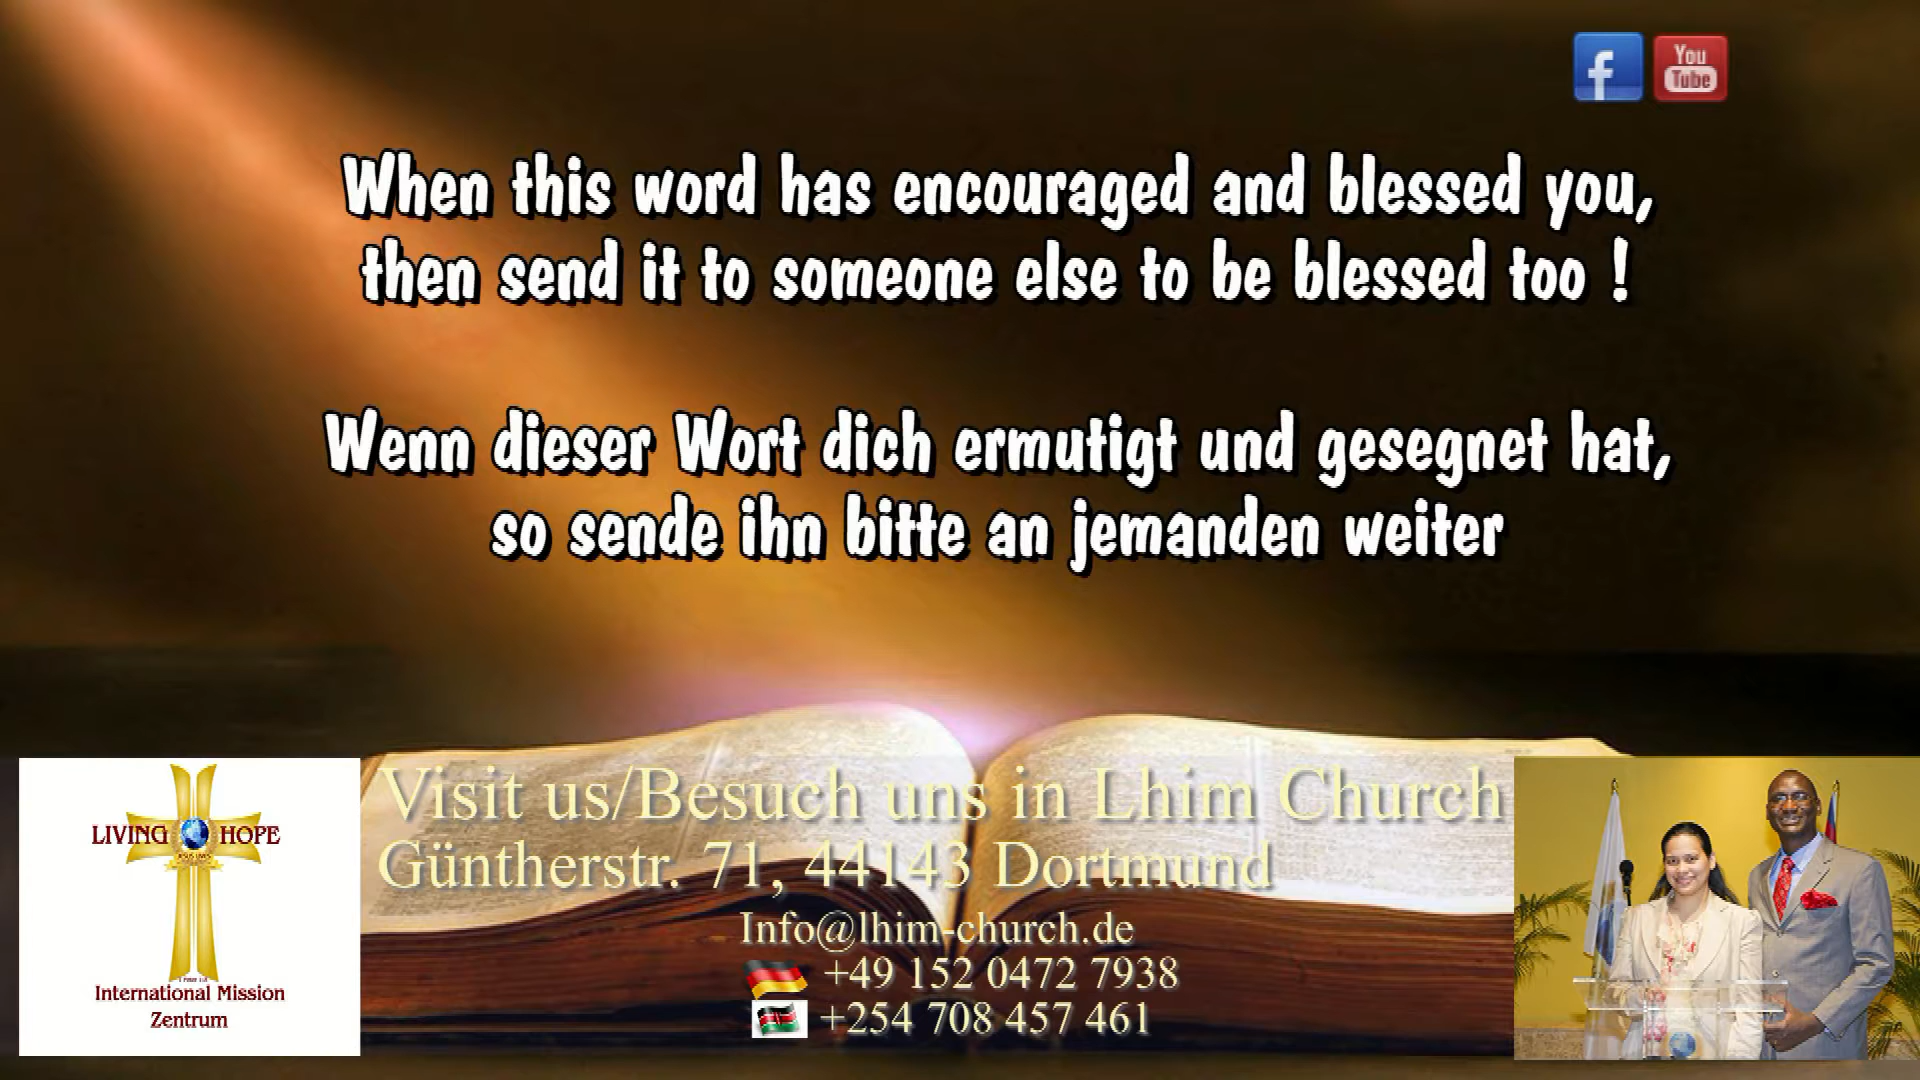 f
You
Tube
When this word has encouraged and blessed you,
then send it to someone else to be blessed too !
Wenn dieser Wort dich ermutigt und gesegnet hat,
so sende ihn bitte an jemanden weiter
LIVING HOPE
JESUS LIVES
International Mission
Zentrum
Visit us/Besuch uns in Lhim Church
Güntherstr. 71, 44143 Dortmund
Info@lhim-church.de
+49 152 0472 7938
+254 708 457 461